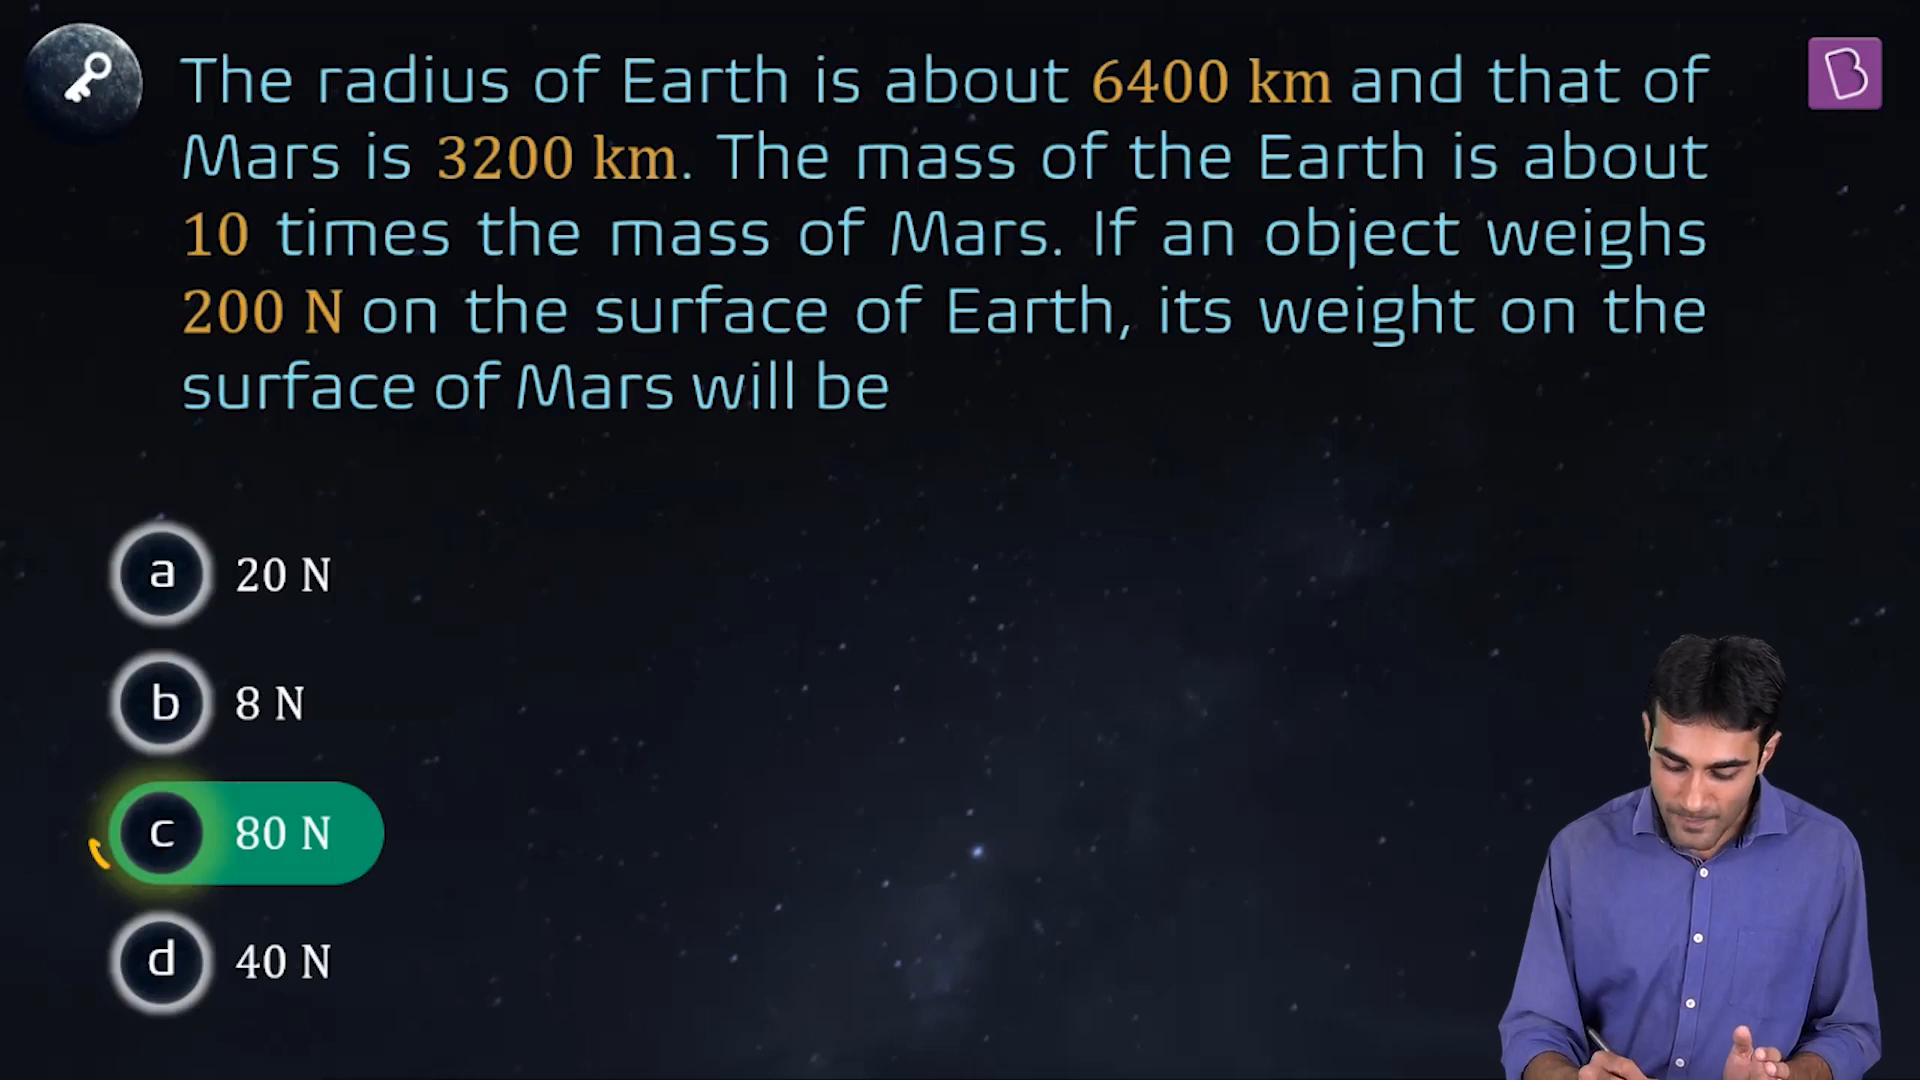 The radius of Earth is about 6400 km and that of
Mars is 3200 km. The mass of the Earth is about
10 times the mass of Mars. If an object weighs
200 N on the surface of Earth, its weight on the
surface of Mars will be
a 20 N
b 8 N
c 80 N
d 40 N